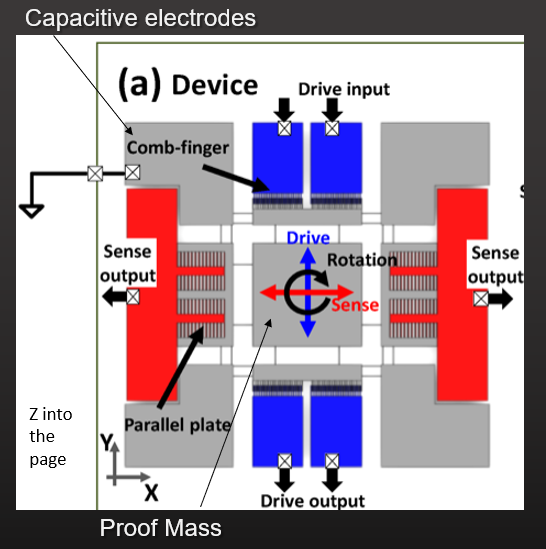 Capacitive electrodes
(a) Device
Drive input
Comb-finger
Drive
Rotation
Sense
output
Sense
output
Sense
Z into
the
page
Parallel plate
Y
X
Drive output
Proof Mass